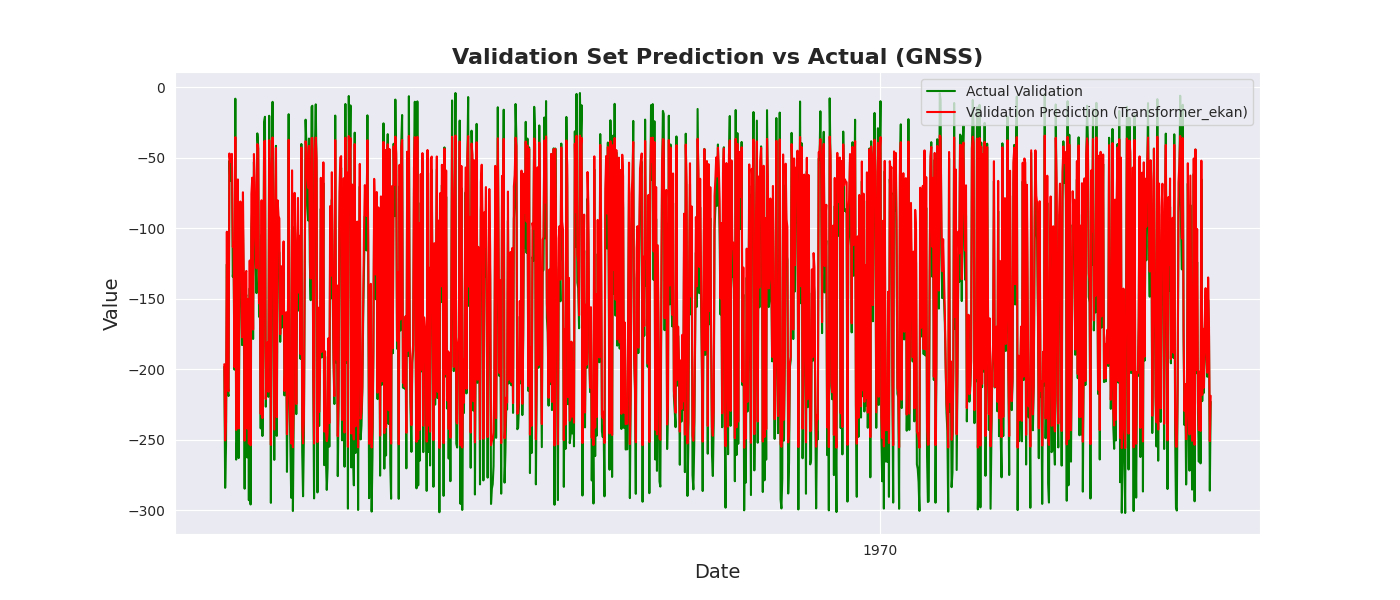 Validation Set Prediction vs Actual (GNSS)
Actual Validation
Validation Prediction (Transformer_ekan)
0
−50
−100
−150
−200
−250
−300
Value
1970
Date